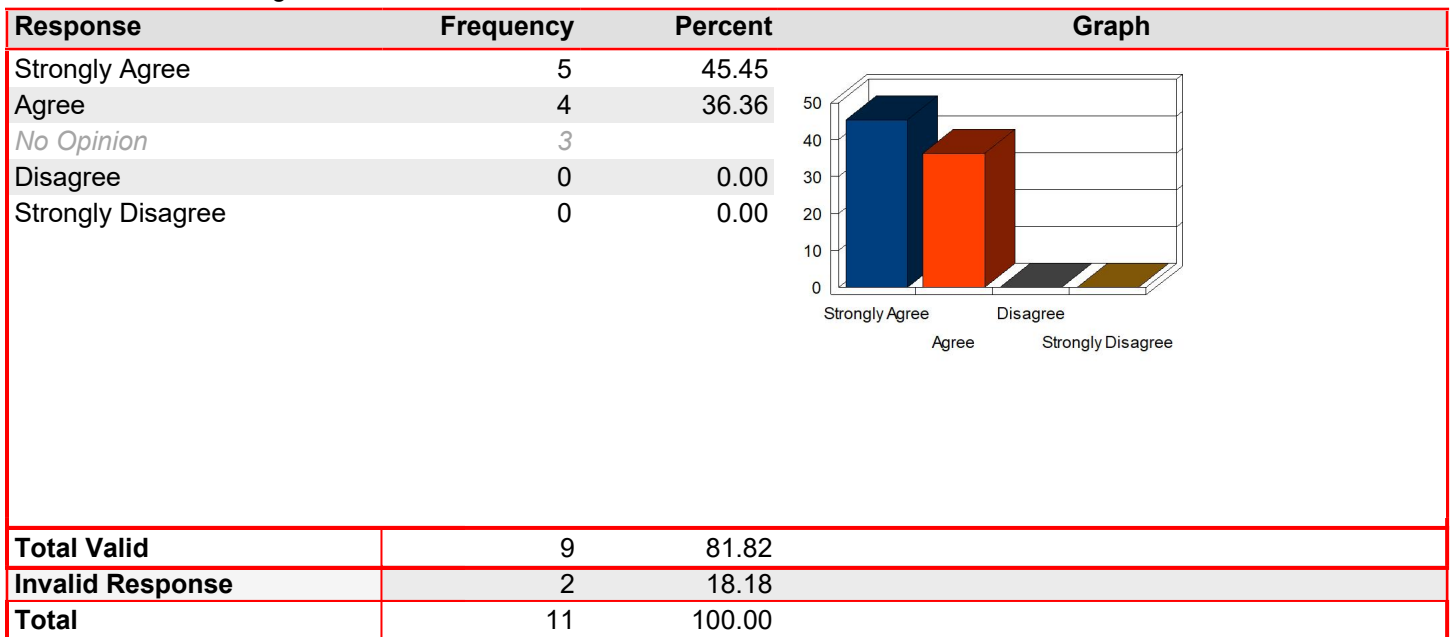 Response Frequency Percent Graph
Strongly Agree 5 45.45
Agree 4 36.36
No Opinion 3
Disagree 0 0.00
Strongly Disagree 0 0.00
50
40
30
20
10
0
Strongly Agree Disagree
Agree Strongly Disagree
Total Valid 9 81.82
Invalid Response 2 18.18
Total 11 100.00